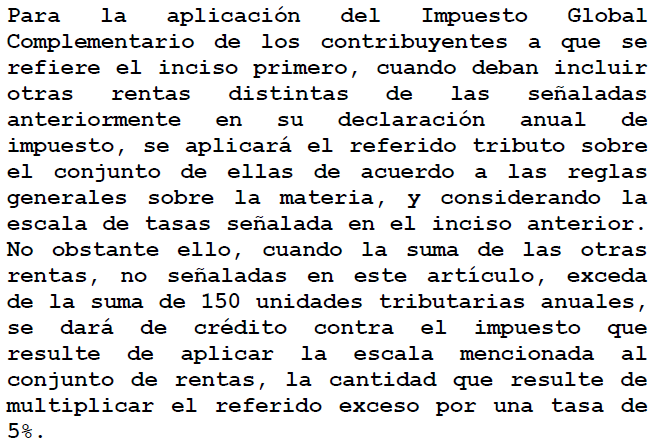 Para la aplicación del Impuesto Global
Complementario de los contribuyentes a que se
refiere el inciso primero, cuando deban incluir
otras rentas distintas de las señaladas
anteriormente en su declaración anual de
impuesto, se aplicará el referido tributo sobre
el conjunto de ellas de acuerdo a las reglas
generales sobre la materia, y considerando la
escala de tasas señalada en el inciso anterior.
No obstante ello, cuando la suma de las otras
rentas, no señaladas en este artículo, exceda
de la suma de 150 unidades tributarias anuales,
se dará de crédito contra el impuesto que
resulte de aplicar la escala mencionada al
conjunto de rentas, la cantidad que resulte de
multiplicar el referido exceso por una tasa de
5%.